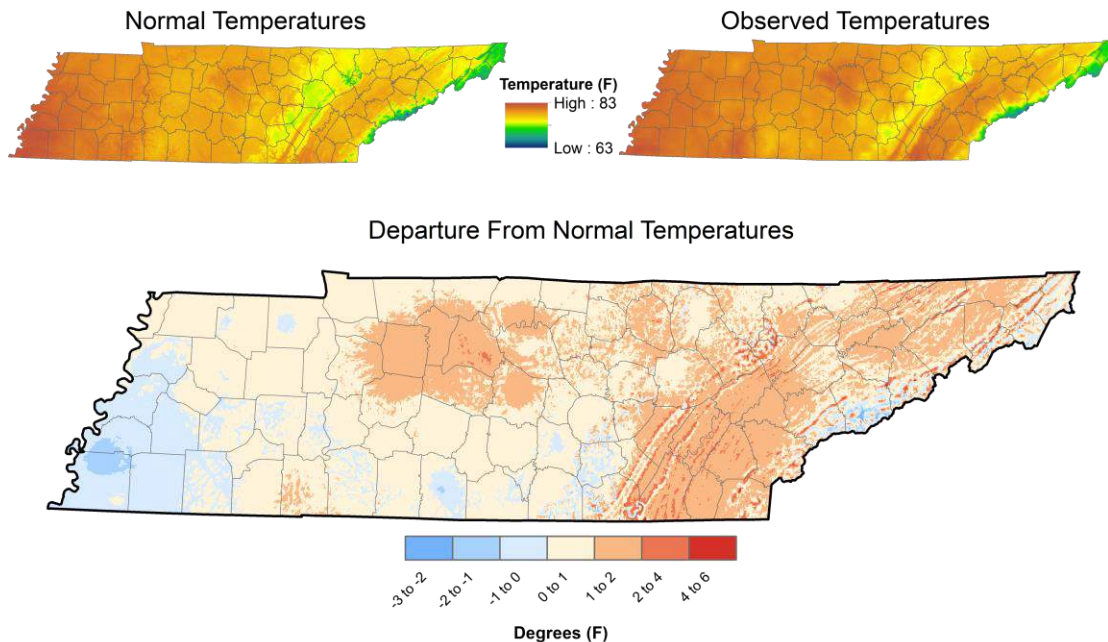 Normal Temperatures
Observed Temperatures
Temperature (F)
High : 83
Low : 63
Departure From Normal Temperatures
-3 to -2
-2 to -1
-1 to 0
0 to 1
1 to 2
2 to 4
4 to 6
Degrees (F)